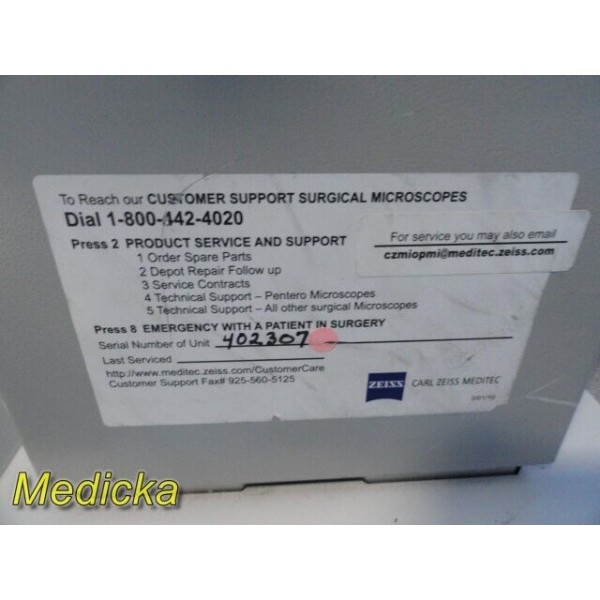 To Reach our CUSTOMER SUPPORT SURGICAL MICROSCOPES
Dial 1-800-442-4020
Press 2 PRODUCT SERVICE AND SUPPORT
1 Order Spare Parts
2 Depot Repair Follow up
3 Service Contracts
4 Technical Support – Pentero Microscopes
5 Technical Support – All other surgical Microscopes
For service you may also email
czmiopmi@meditec.zeiss.com
Press 8 EMERGENCY WITH A PATIENT IN SURGERY
Serial Number of Unit 402307
Last Serviced
http://www.meditec.zeiss.com/CustomerCare
Customer Support Fax# 925-560-5125
ZEISS CARL ZEISS MEDITEC
Medicka